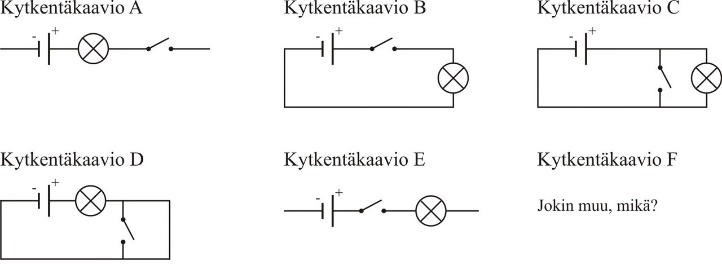 Kytkentäkaavio A
- +
Kytkentäkaavio B
- +
Kytkentäkaavio C
- +
Kytkentäkaavio D
- +
Kytkentäkaavio E
- +
Kytkentäkaavio F
Jokin muu, mikä?